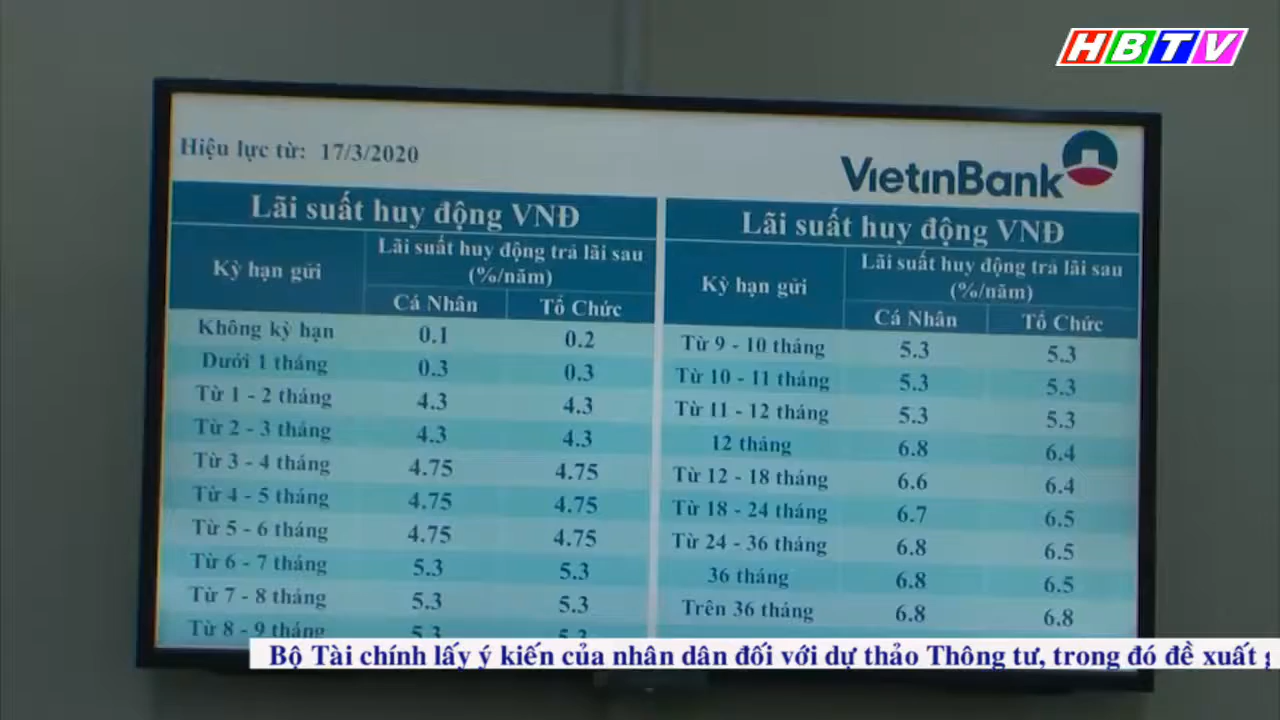 HBTV
Hiệu lực từ: 17/3/2020
VietinBank
Lãi suất huy động VNĐ
Kỳ hạn gửi
Lãi suất huy động trả lãi sau
(%/năm)
Cá Nhân Tổ Chức
Không kỳ hạn 0.1 0.2
Dưới 1 tháng 0.3 0.3
Từ 1 - 2 tháng 4.3 4.3
Từ 2 - 3 tháng 4.3 4.3
Từ 3 - 4 tháng 4.75 4.75
Từ 4 - 5 tháng 4.75 4.75
Từ 5 - 6 tháng 4.75 4.75
Từ 6 - 7 tháng 5.3 5.3
Từ 7 - 8 tháng 5.3 5.3
Từ 8 - 9 tháng 5.3 5.3
Lãi suất huy động VNĐ
Kỳ hạn gửi
Lãi suất huy động trả lãi sau
(%/năm)
Cá Nhân Tổ Chức
Từ 9 - 10 tháng 5.3 5.3
Từ 10 - 11 tháng 5.3 5.3
Từ 11 - 12 tháng 5.3 5.3
12 tháng 6.8 6.4
Từ 12 - 18 tháng 6.6 6.4
Từ 18 - 24 tháng 6.7 6.5
Từ 24 - 36 tháng 6.8 6.5
36 tháng 6.8 6.5
Trên 36 tháng 6.8 6.8
Bộ Tài chính lấy ý kiến của nhân dân đối với dự thảo Thông tư, trong đó đề xuất